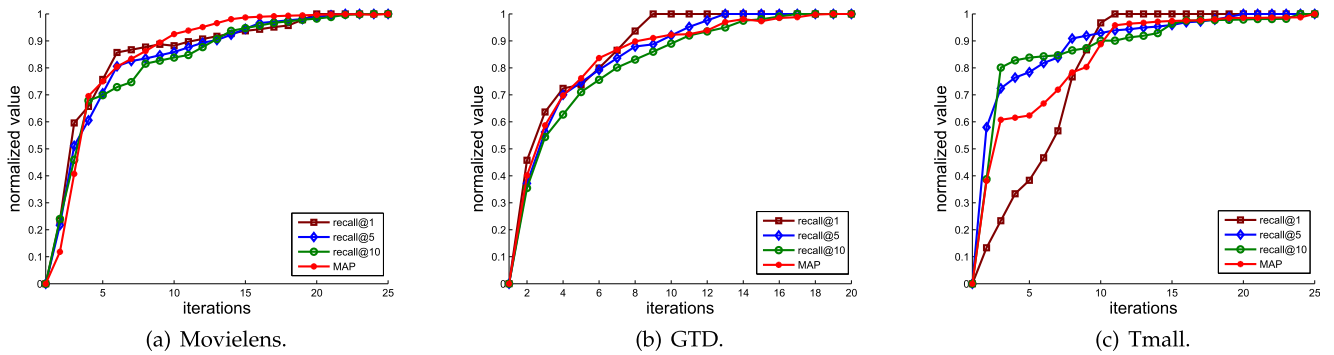 1
0.9
0.8
0.7
0.6
0.5
0.4
0.3
0.2
0.1
0
normalized value
5
10
15
20
25
iterations
recall@1
recall@5
recall@10
MAP
(a) Movielens.
1
0.9
0.8
0.7
0.6
0.5
0.4
0.3
0.2
0.1
0
normalized value
2
4
6
8
10
12
14
16
18
20
iterations
recall@1
recall@5
recall@10
MAP
(b) GTD.
1
0.9
0.8
0.7
0.6
0.5
0.4
0.3
0.2
0.1
0
normalized value
5
10
15
20
25
iterations
recall@1
recall@5
recall@10
MAP
(c) Tmall.